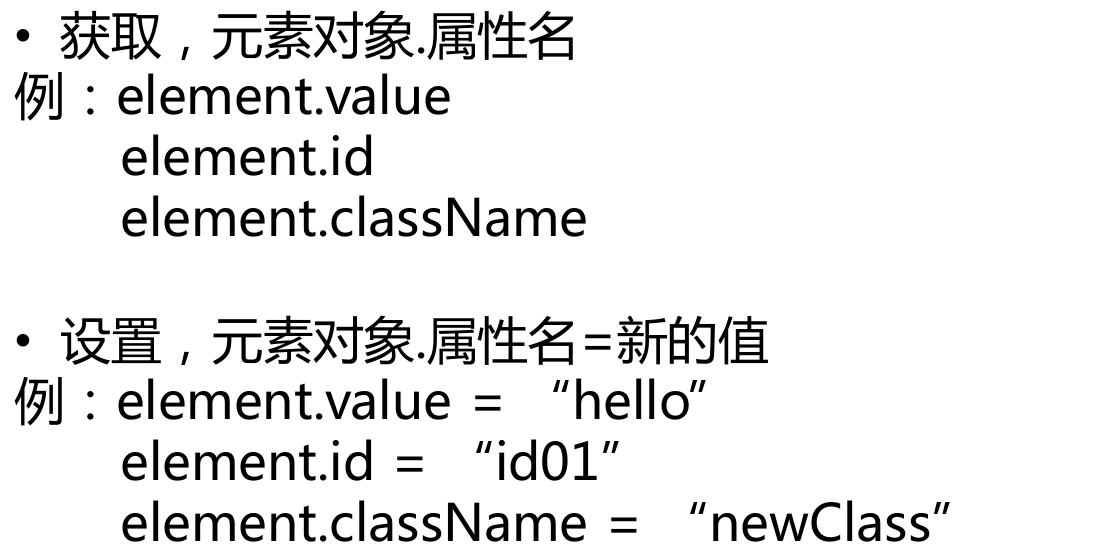 • 获取，元素对象.属性名
例：element.value
element.id
element.className
• 设置，元素对象.属性名=新的值
例：element.value = “hello”
element.id = “id01”
element.className = “newClass”